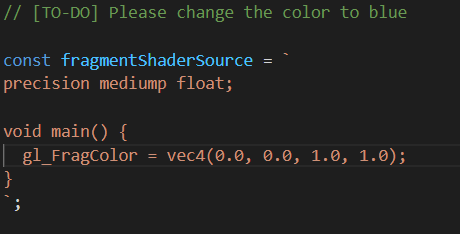 // [TO-DO] Please change the color to blue
const fragmentShaderSource = `
precision mediump float;
void main() {
  gl_FragColor = vec4(0.0, 0.0, 1.0, 1.0);
}
`;